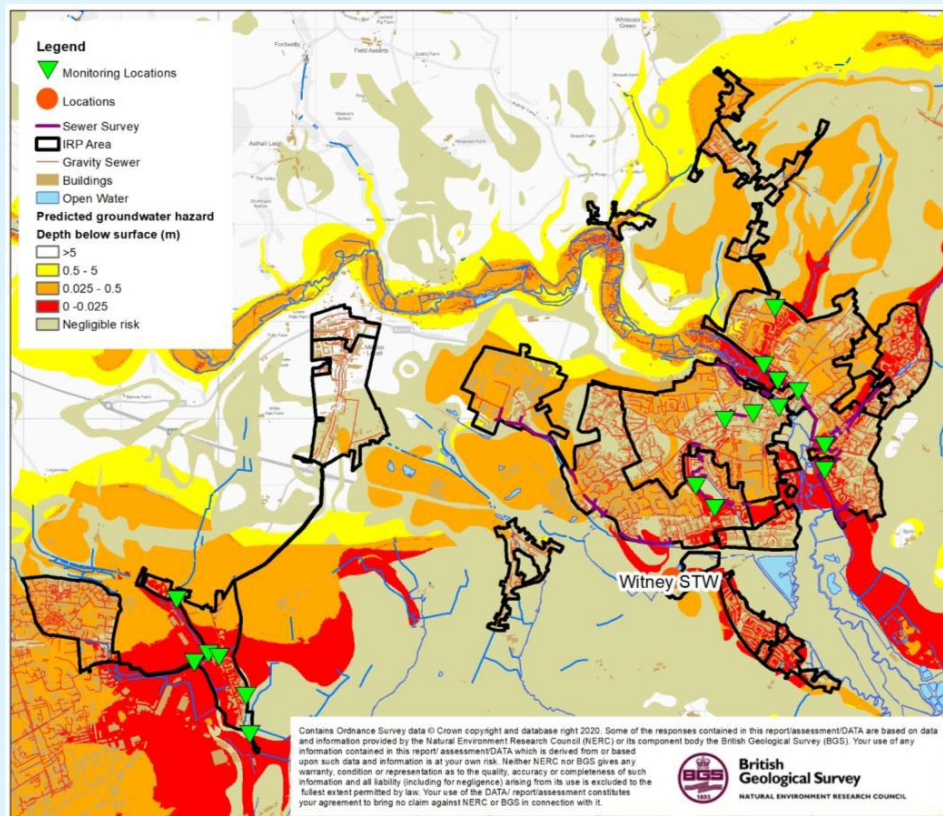 Legend
Monitoring Locations
Locations
Sewer Survey
IRP Area
Gravity Sewer
Buildings
Open Water
Predicted groundwater hazard
Depth below surface (m)
>5
0.5 - 5
0.025 - 0.5
0 -0.025
Negligible risk
Fordwells
Field Assarts
Whiteoak
Green
Asthall Leigh
Witney STW
Contains Ordnance Survey data © Crown copyright and database right 2020. Some of the responses contained in this report/assessment/DATA are based on data
and information provided by the Natural Environment Research Council (NERC) or its component body the British Geological Survey (BGS). Your use of any
information contained in this report/ assessment/DATA which is derived from or based
upon such data and information is at your own risk. Neither NERC nor BGS gives any
warranty, condition or representation as to the quality, accuracy or completeness of such
information and all liability (including for negligence) arising from its use is excluded to the
fullest extent permitted by law. Your use of the DATA/ report/assessment constitutes
your agreement to bring no claim against NERC or BGS in connection with it.
BGS
1835
British
Geological Survey
NATURAL ENVIRONMENT RESEARCH COUNCIL